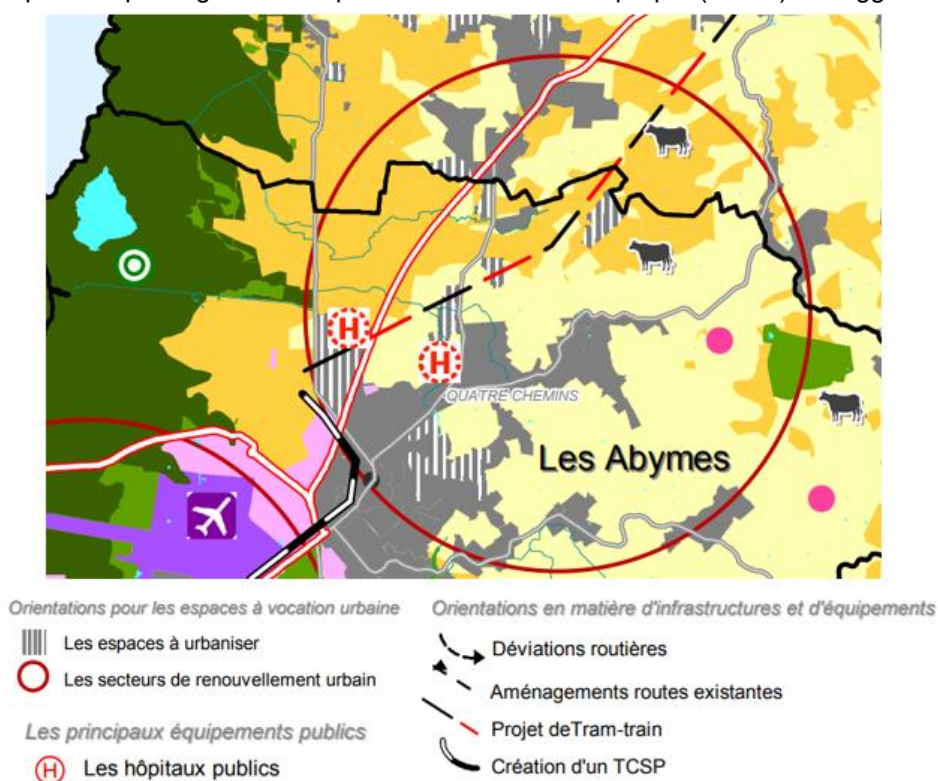 H
H
QUATRE CHEMINS
Les Abymes
Orientations pour les espaces à vocation urbaine
Les espaces à urbaniser
Les secteurs de renouvellement urbain
Les principaux équipements publics
H Les hôpitaux publics
Orientations en matière d'infrastructures et d'équipements
Déviations routières
Aménagements routes existantes
Projet deTram-train
Création d'un TCSP